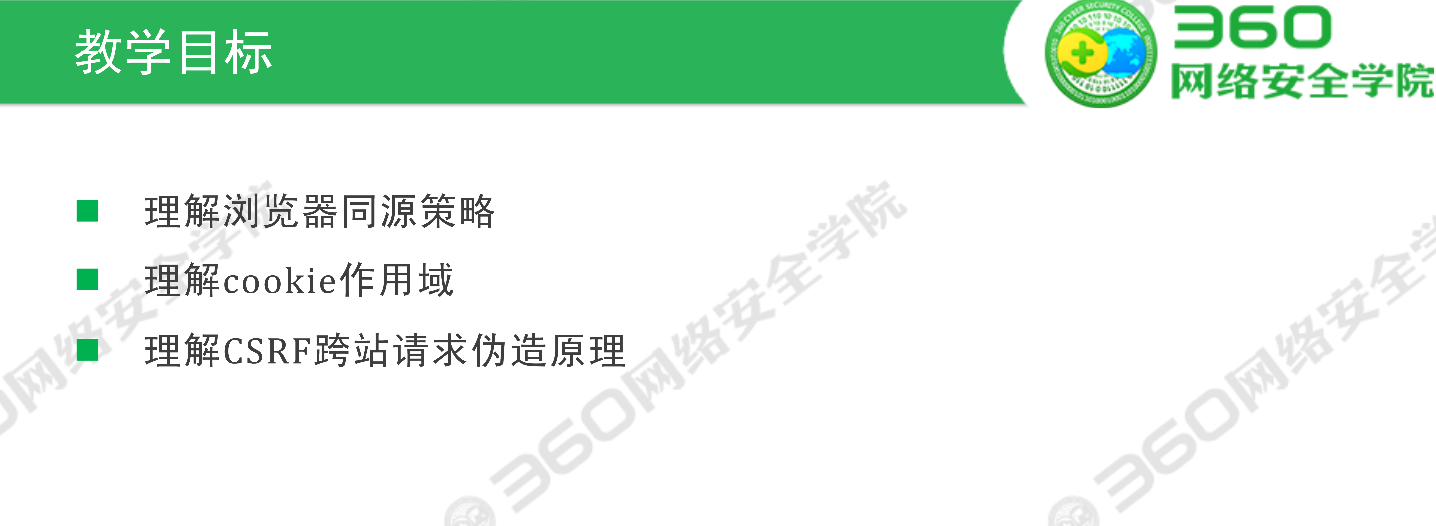 教学目标
360
网络安全学院
理解浏览器同源策略
理解cookie作用域
理解CSRF跨站请求伪造原理
360网络安全学院
360网络安全学院